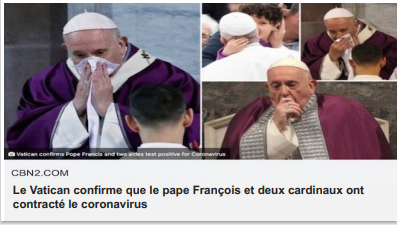 Vatican confirms Pope Francis and two aides test positive for Coronavirus
CBN2.COM
Le Vatican confirme que le pape François et deux cardinaux ont
contracté le coronavirus